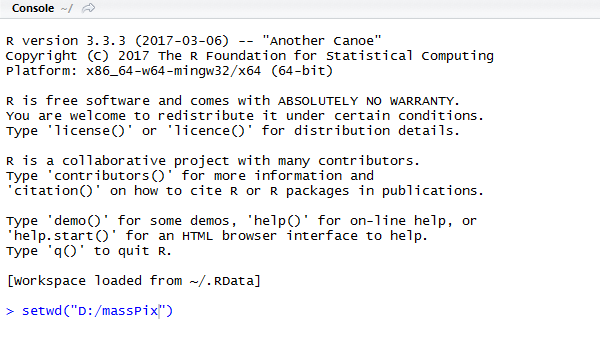 Console ~/
R version 3.3.3 (2017-03-06) -- "Another Canoe"
Copyright (C) 2017 The R Foundation for Statistical Computing
Platform: x86_64-w64-mingw32/x64 (64-bit)
R is free software and comes with ABSOLUTELY NO WARRANTY.
You are welcome to redistribute it under certain conditions.
Type 'license()' or 'licence()' for distribution details.
R is a collaborative project with many contributors.
Type 'contributors()' for more information and
'citation()' on how to cite R or R packages in publications.
Type 'demo()' for some demos, 'help()' for on-line help, or
'help.start()' for an HTML browser interface to help.
Type 'q()' to quit R.
[Workspace loaded from ~/.RData]
> setwd("D:/massPix")